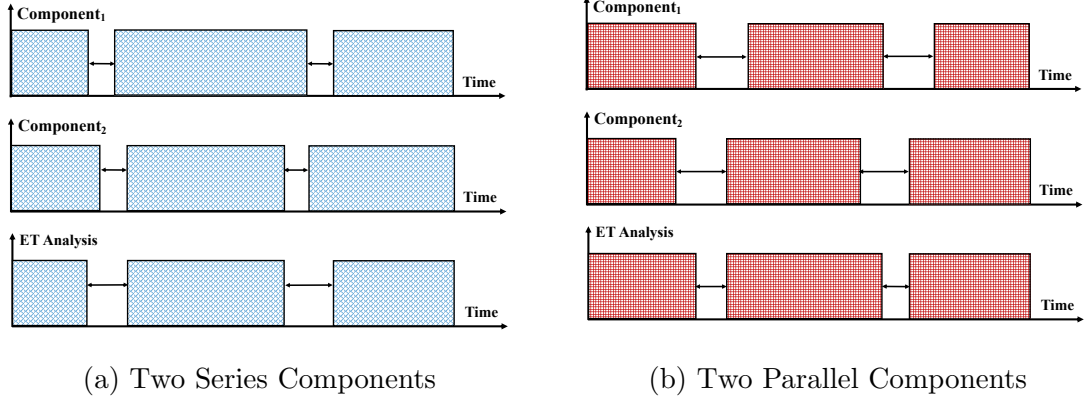 Component₁
Time
Component₂
Time
ET Analysis
Time
(a) Two Series Components
Component₁
Time
Component₂
Time
ET Analysis
Time
(b) Two Parallel Components